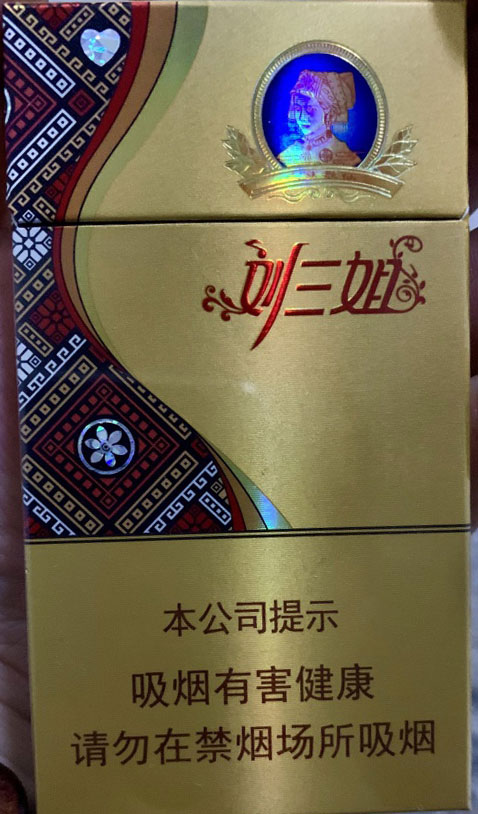 刘三姐
本公司提示
吸烟有害健康
请勿在禁烟场所吸烟